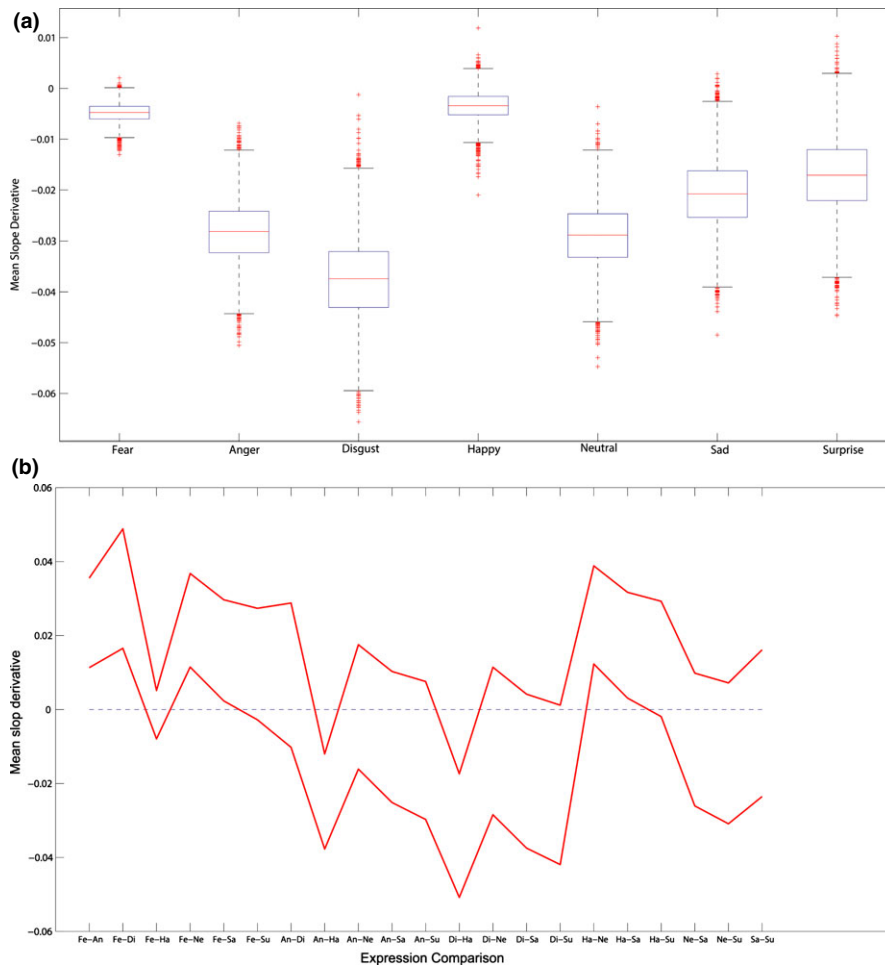 (a)
Mean Slope Derivative
0.01
0
−0.01
−0.02
−0.03
−0.04
−0.05
−0.06
Fear Anger Disgust Happy Neutral Sad Surprise
(b)
Mean slop derivative
0.06
0.04
0.02
0
−0.02
−0.04
−0.06
Fe−An Fe−Di Fe−Ha Fe−Ne Fe−Sa Fe−Su An−Di An−Ha An−Ne An−Sa An−Su Di−Ha Di−Ne Di−Sa Di−Su Ha−Ne Ha−Sa Ha−Su Ne−Sa Ne−Su Sa−Su
Expression Comparison